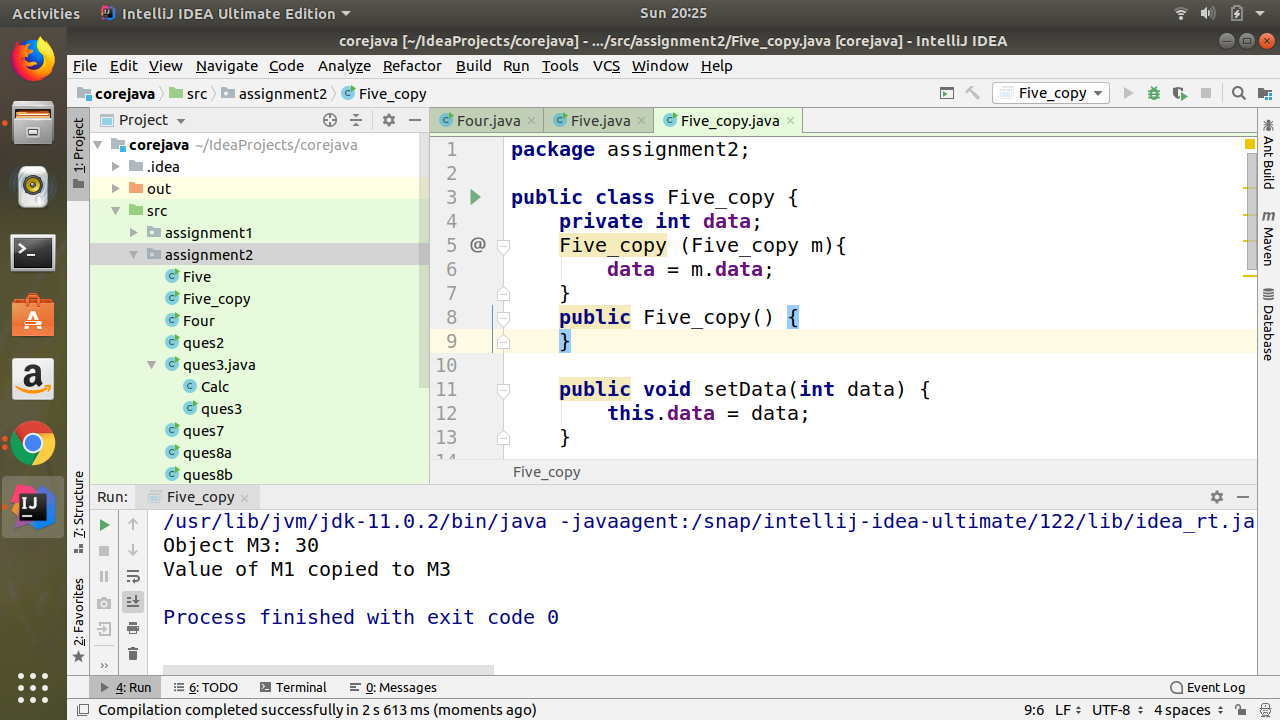 Activities IntelliJ IDEA Ultimate Edition Sun 20:25
corejava [~/IdeaProjects/corejava] - .../src/assignment2/Five_copy.java [corejava] - IntelliJ IDEA
File Edit View Navigate Code Analyze Refactor Build Run Tools VCS Window Help
corejava src assignment2 Five_copy Five_copy
1: Project
7: Structure
2: Favorites
Project
corejava ~/IdeaProjects/corejava
.idea
out
src
assignment1
assignment2
Five
Five_copy
Four
ques2
ques3.java
Calc
ques3
ques7
ques8a
ques8b
Four.java Five.java Five_copy.java
1 package assignment2;
2
3 public class Five_copy {
4 private int data;
5 @ Five_copy (Five_copy m){
6 data = m.data;
7 }
8 public Five_copy() {
9 }
10
11 public void setData(int data) {
12 this.data = data;
13 }
14
Five_copy
Ant Build
Maven
Database
Run: Five_copy
/usr/lib/jvm/jdk-11.0.2/bin/java -javaagent:/snap/intellij-idea-ultimate/122/lib/idea_rt.ja
Object M3: 30
Value of M1 copied to M3
Process finished with exit code 0
4: Run 6: TODO Terminal 0: Messages Event Log
Compilation completed successfully in 2 s 613 ms (moments ago) 9:6 LF UTF-8 4 spaces